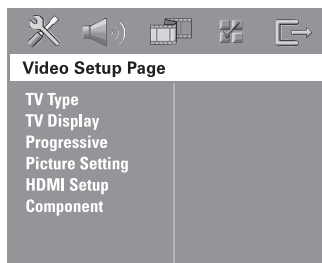 Video Setup Page
TV Type
TV Display
Progressive
Picture Setting
HDMI Setup
Component